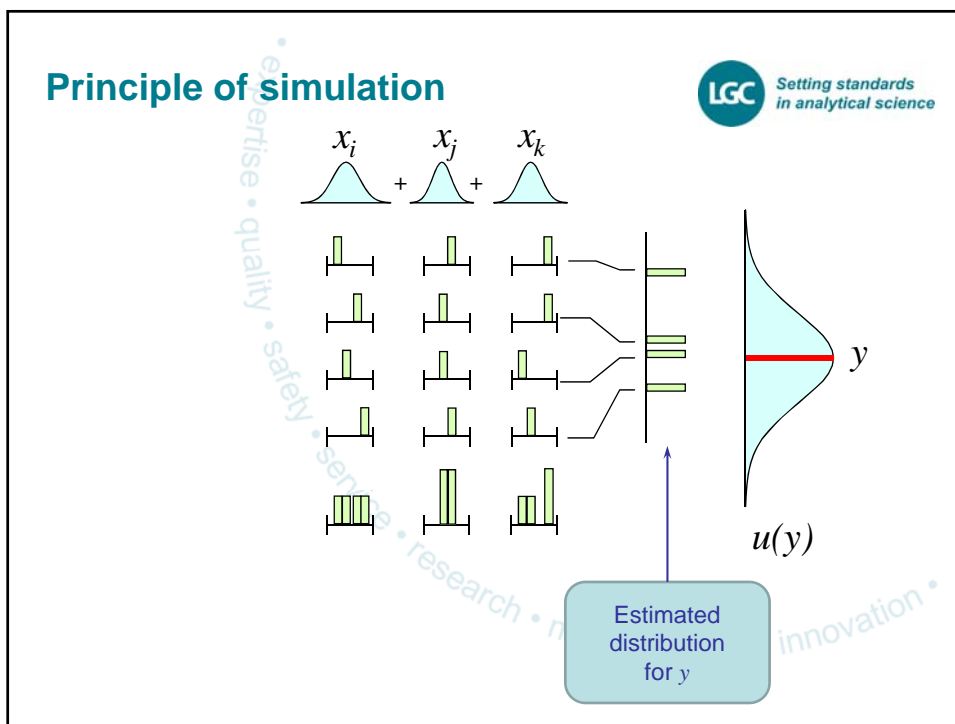 Principle of simulation
LGC
Setting standards
in analytical science
x_i
+
x_j
+
x_k
y
u(y)
Estimated
distribution
for y
• expertise • quality • safety • service • research • innovation •